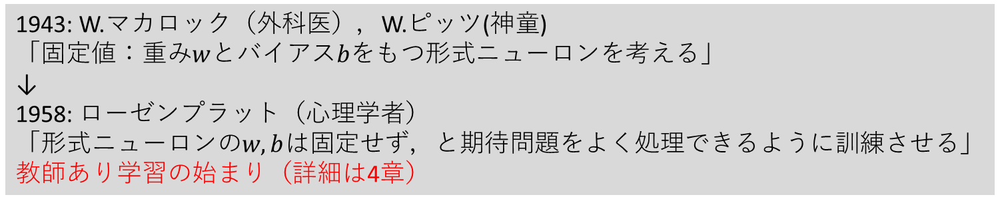 1943: W.マカロック（外科医），W.ピッツ(神童)
「固定値：重みwとバイアスbをもつ形式ニューロンを考える」
↓
1958: ローゼンプラット（心理学者）
「形式ニューロンのw, bは固定せず，と期待問題をよく処理できるように訓練させる」
教師あり学習の始まり（詳細は4章）